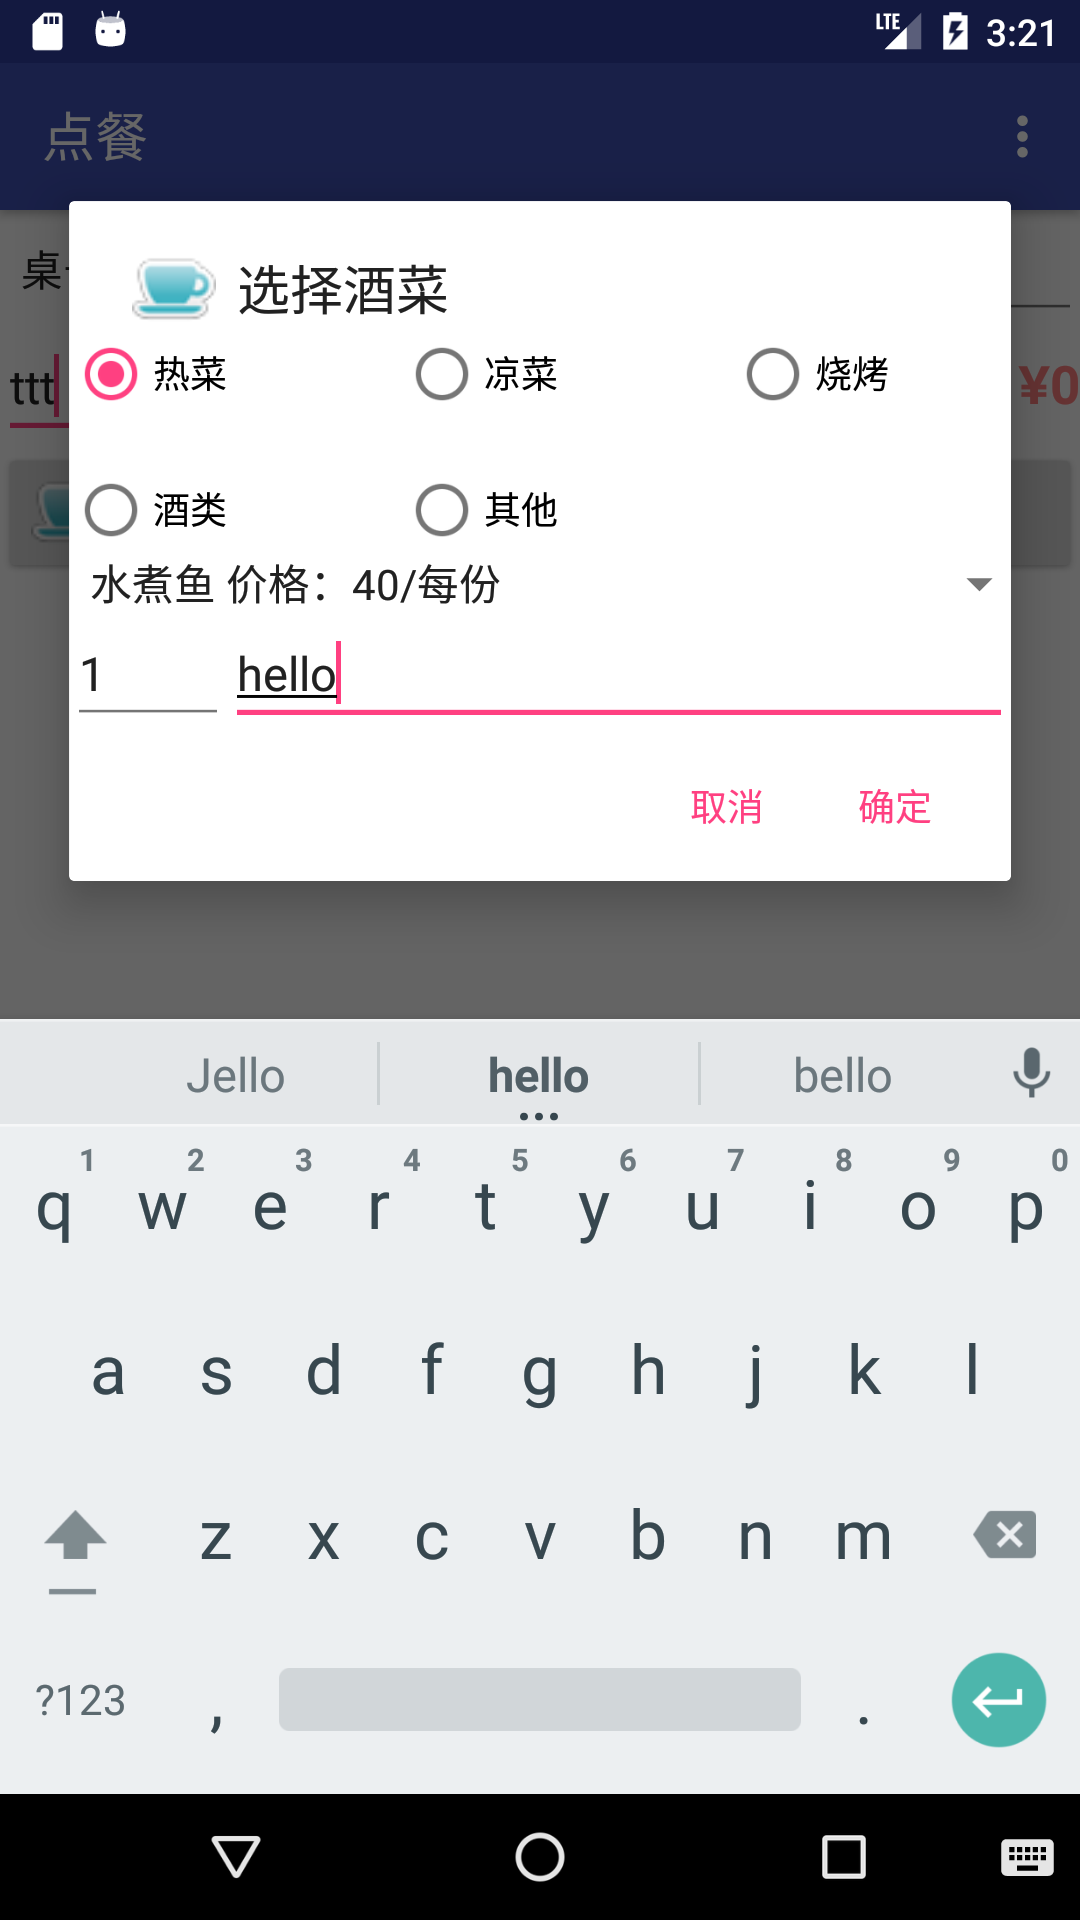 LTE 3:21
点餐
桌
选择酒菜
热菜 凉菜 烧烤
ttt ¥0
酒类 其他
水煮鱼 价格：40/每份
1 hello
取消 确定
Jello hello bello
1 2 3 4 5 6 7 8 9 0
q w e r t y u i o p
a s d f g h j k l
z x c v b n m
?123 , .